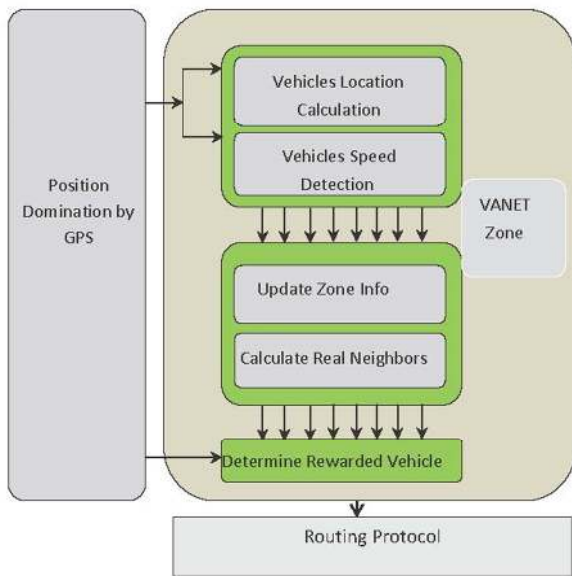 Position
Domination by
GPS
Vehicles Location
Calculation
Vehicles Speed
Detection
VANET
Zone
Update Zone Info
Calculate Real Neighbors
Determine Rewarded Vehicle
Routing Protocol